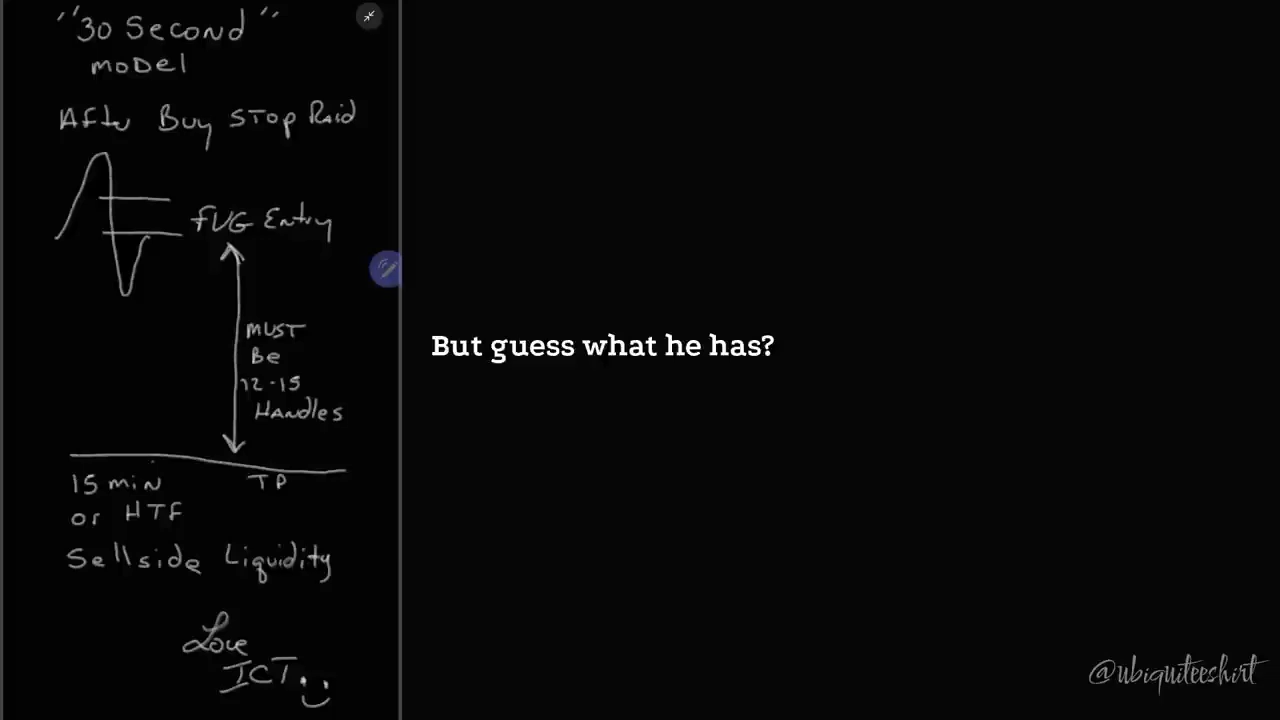 "30 Second"
MODEl
After Buy STop Raid
FVG Entry
MUST
Be
12-15
HANdles
15 miN
TP
or HTF
Sellside Liquidity
Love
ICT
But guess what he has?
@ubiquiteeshirt